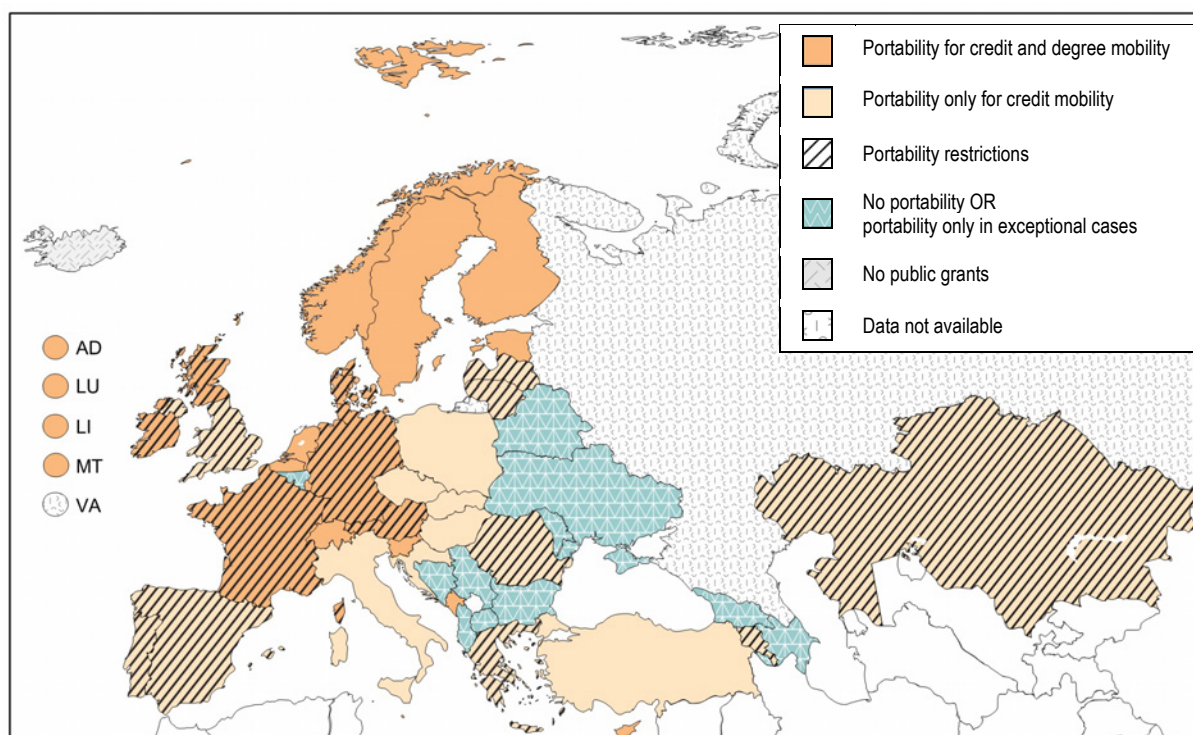 Portability for credit and degree mobility
Portability only for credit mobility
Portability restrictions
No portability OR
portability only in exceptional cases
No public grants
Data not available
AD
LU
LI
MT
VA